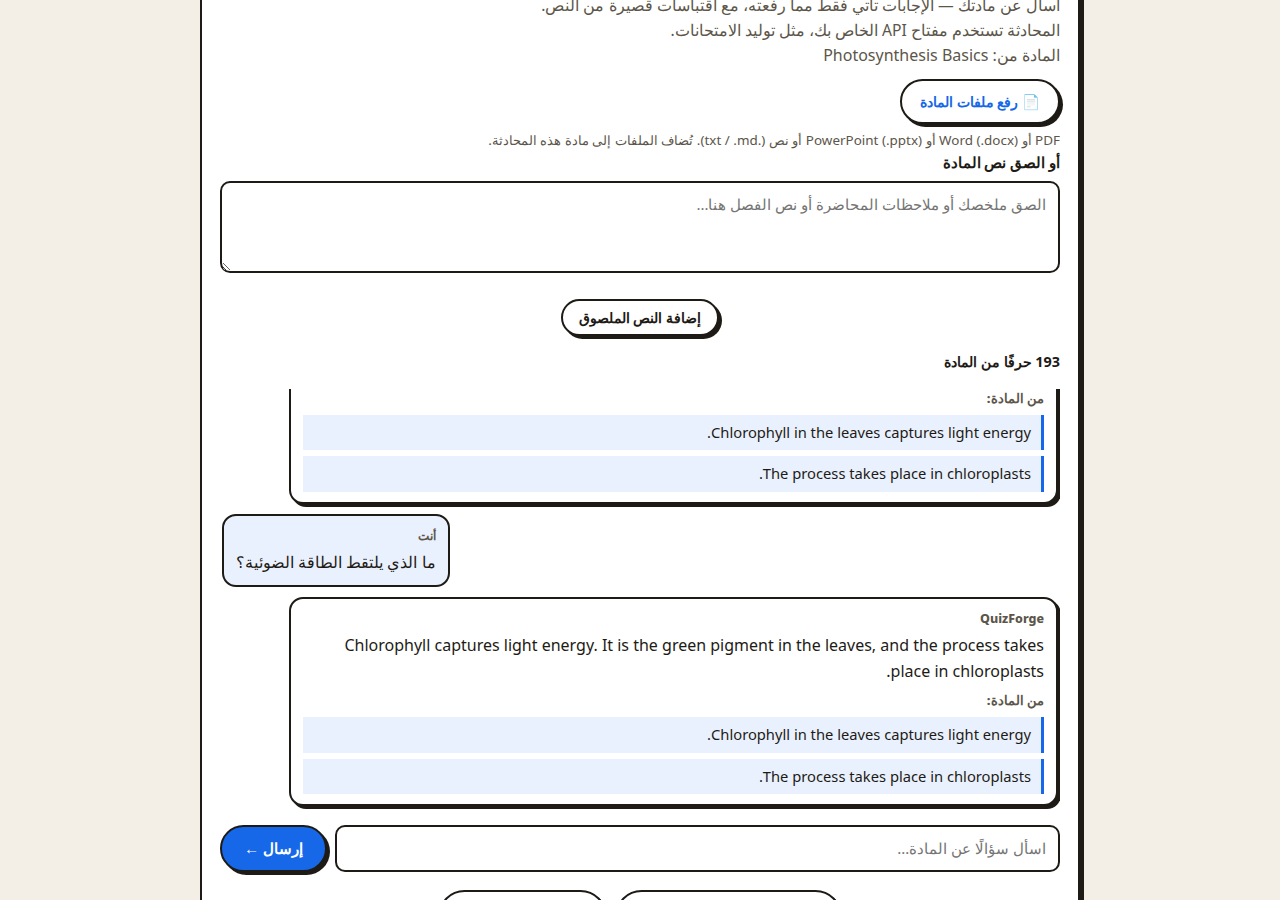 اسأل عن مادتك — الإجابات تأتي فقط مما رفعته، مع اقتباسات قصيرة من النص.
المحادثة تستخدم مفتاح API الخاص بك، مثل توليد الامتحانات.
المادة من: Photosynthesis Basics
📄 رفع ملفات المادة
PDF أو Word (.docx) أو PowerPoint (.pptx) أو نص (.txt / .md). تُضاف الملفات إلى مادة هذه المحادثة.
أو الصق نص المادة
الصق ملخصك أو ملاحظات المحاضرة أو نص الفصل هنا...
إضافة النص الملصوق
193 حرفًا من المادة
من المادة:
Chlorophyll in the leaves captures light energy.
The process takes place in chloroplasts.
أنت
ما الذي يلتقط الطاقة الضوئية؟
QuizForge
Chlorophyll captures light energy. It is the green pigment in the leaves, and the process takes
place in chloroplasts.
من المادة:
Chlorophyll in the leaves captures light energy.
The process takes place in chloroplasts.
اسأل سؤالًا عن المادة...
إرسال ←